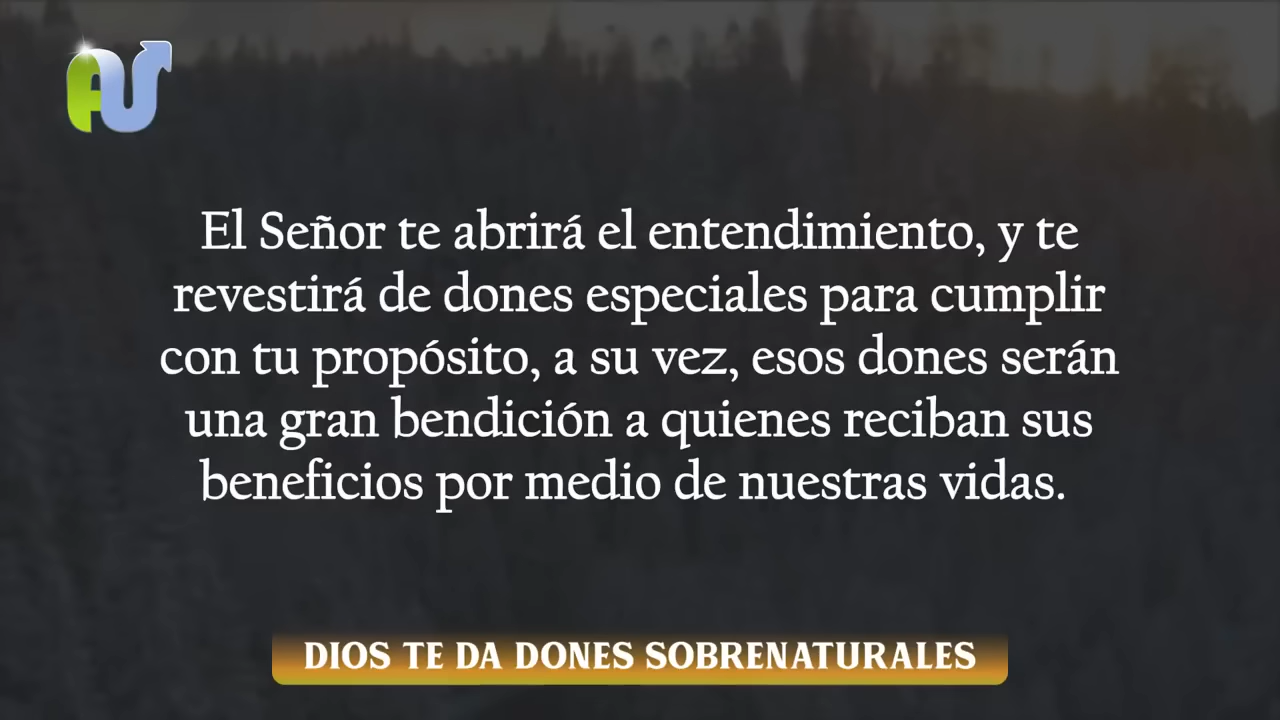 AU
El Señor te abrirá el entendimiento, y te
revestirá de dones especiales para cumplir
con tu propósito, a su vez, esos dones serán
una gran bendición a quienes reciban sus
beneficios por medio de nuestras vidas.
DIOS TE DA DONES SOBRENATURALES